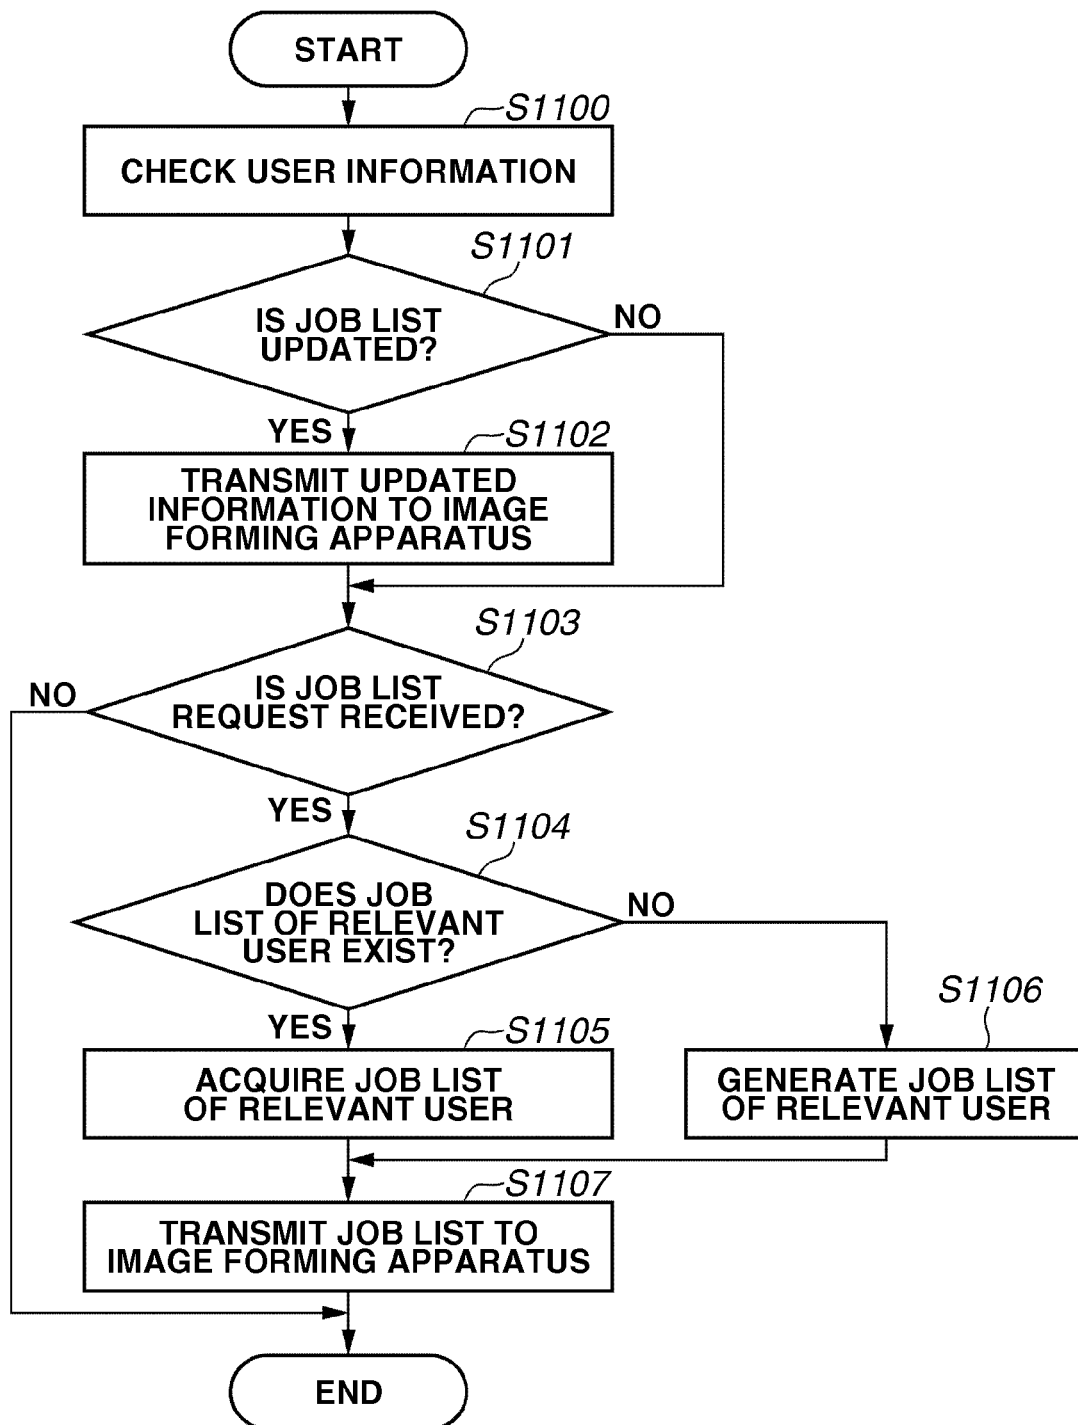 START
S1100
CHECK USER INFORMATION
S1101
IS JOB LIST
UPDATED?
NO
YES
S1102
TRANSMIT UPDATED
INFORMATION TO IMAGE
FORMING APPARATUS
S1103
IS JOB LIST
REQUEST RECEIVED?
NO
YES
S1104
DOES JOB
LIST OF RELEVANT
USER EXIST?
NO
YES
S1105
ACQUIRE JOB LIST
OF RELEVANT USER
S1106
GENERATE JOB LIST
OF RELEVANT USER
S1107
TRANSMIT JOB LIST TO
IMAGE FORMING APPARATUS
END